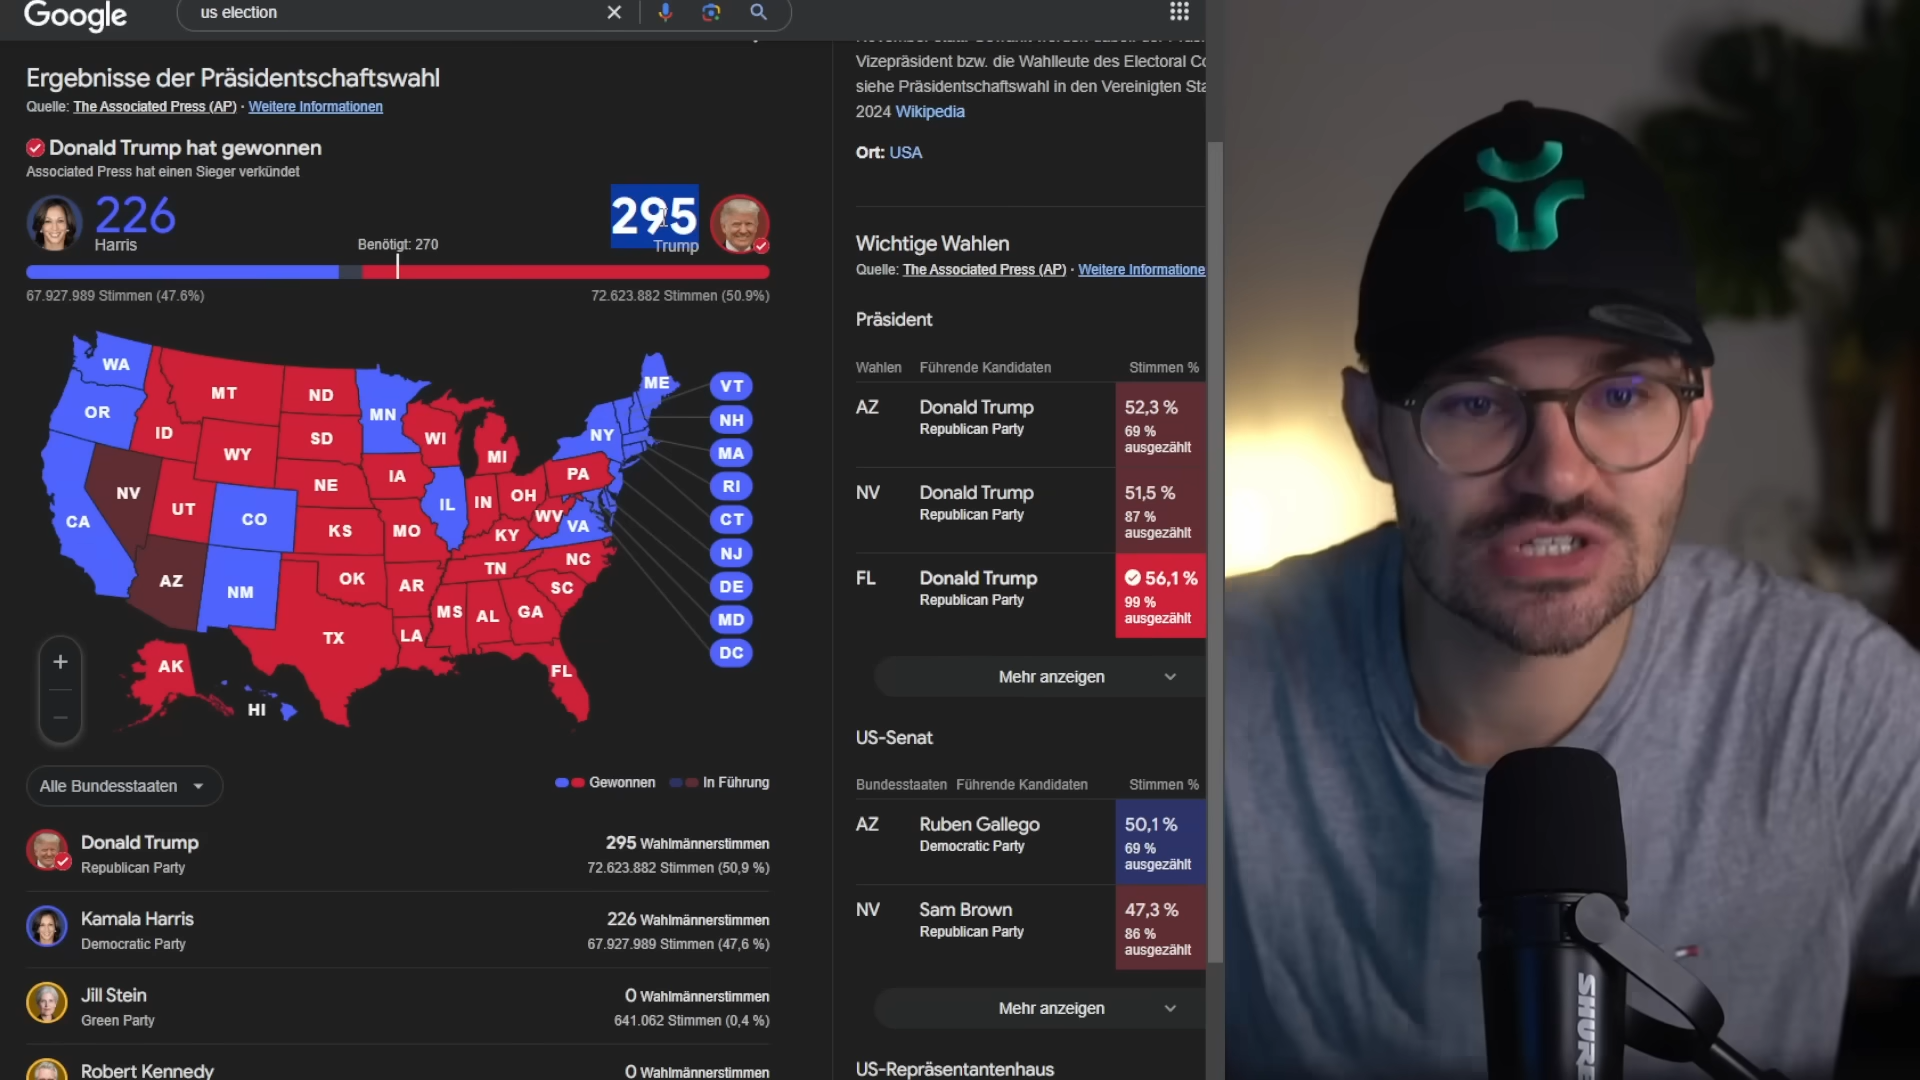 Google
us election
Ergebnisse der Präsidentschaftswahl
Quelle: The Associated Press (AP) · Weitere Informationen
Donald Trump hat gewonnen
Associated Press hat einen Sieger verkündet
226
Harris
Benötigt: 270
295
Trump
67.927.989 Stimmen (47.6%)
72.623.882 Stimmen (50.9%)
WA
OR
CA
NV
ID
MT
WY
UT
AZ
CO
NM
ND
SD
NE
KS
OK
TX
MN
IA
MO
AR
LA
WI
IL
MI
IN
OH
KY
TN
MS
AL
GA
FL
SC
NC
VA
WV
PA
NY
ME
VT
NH
MA
RI
CT
NJ
DE
MD
DC
AK
HI
+
−
Alle Bundesstaaten
Gewonnen
In Führung
Donald Trump
Republican Party
295 Wahlmännerstimmen
72.623.882 Stimmen (50,9 %)
Kamala Harris
Democratic Party
226 Wahlmännerstimmen
67.927.989 Stimmen (47,6 %)
Jill Stein
Green Party
0 Wahlmännerstimmen
641.062 Stimmen (0,4 %)
Robert Kennedy
0 Wahlmännerstimmen
Vizepräsident bzw. die Wahlleute des Electoral Co
siehe Präsidentschaftswahl in den Vereinigten Sta
2024 Wikipedia
Ort: USA
Wichtige Wahlen
Quelle: The Associated Press (AP) · Weitere Informatione
Präsident
Wahlen Führende Kandidaten Stimmen %
AZ
Donald Trump
Republican Party
52,3 %
69 %
ausgezählt
NV
Donald Trump
Republican Party
51,5 %
87 %
ausgezählt
FL
Donald Trump
Republican Party
56,1 %
99 %
ausgezählt
Mehr anzeigen
US-Senat
Bundesstaaten Führende Kandidaten Stimmen %
AZ
Ruben Gallego
Democratic Party
50,1 %
69 %
ausgezählt
NV
Sam Brown
Republican Party
47,3 %
86 %
ausgezählt
Mehr anzeigen
US-Repräsentantenhaus
SHURE